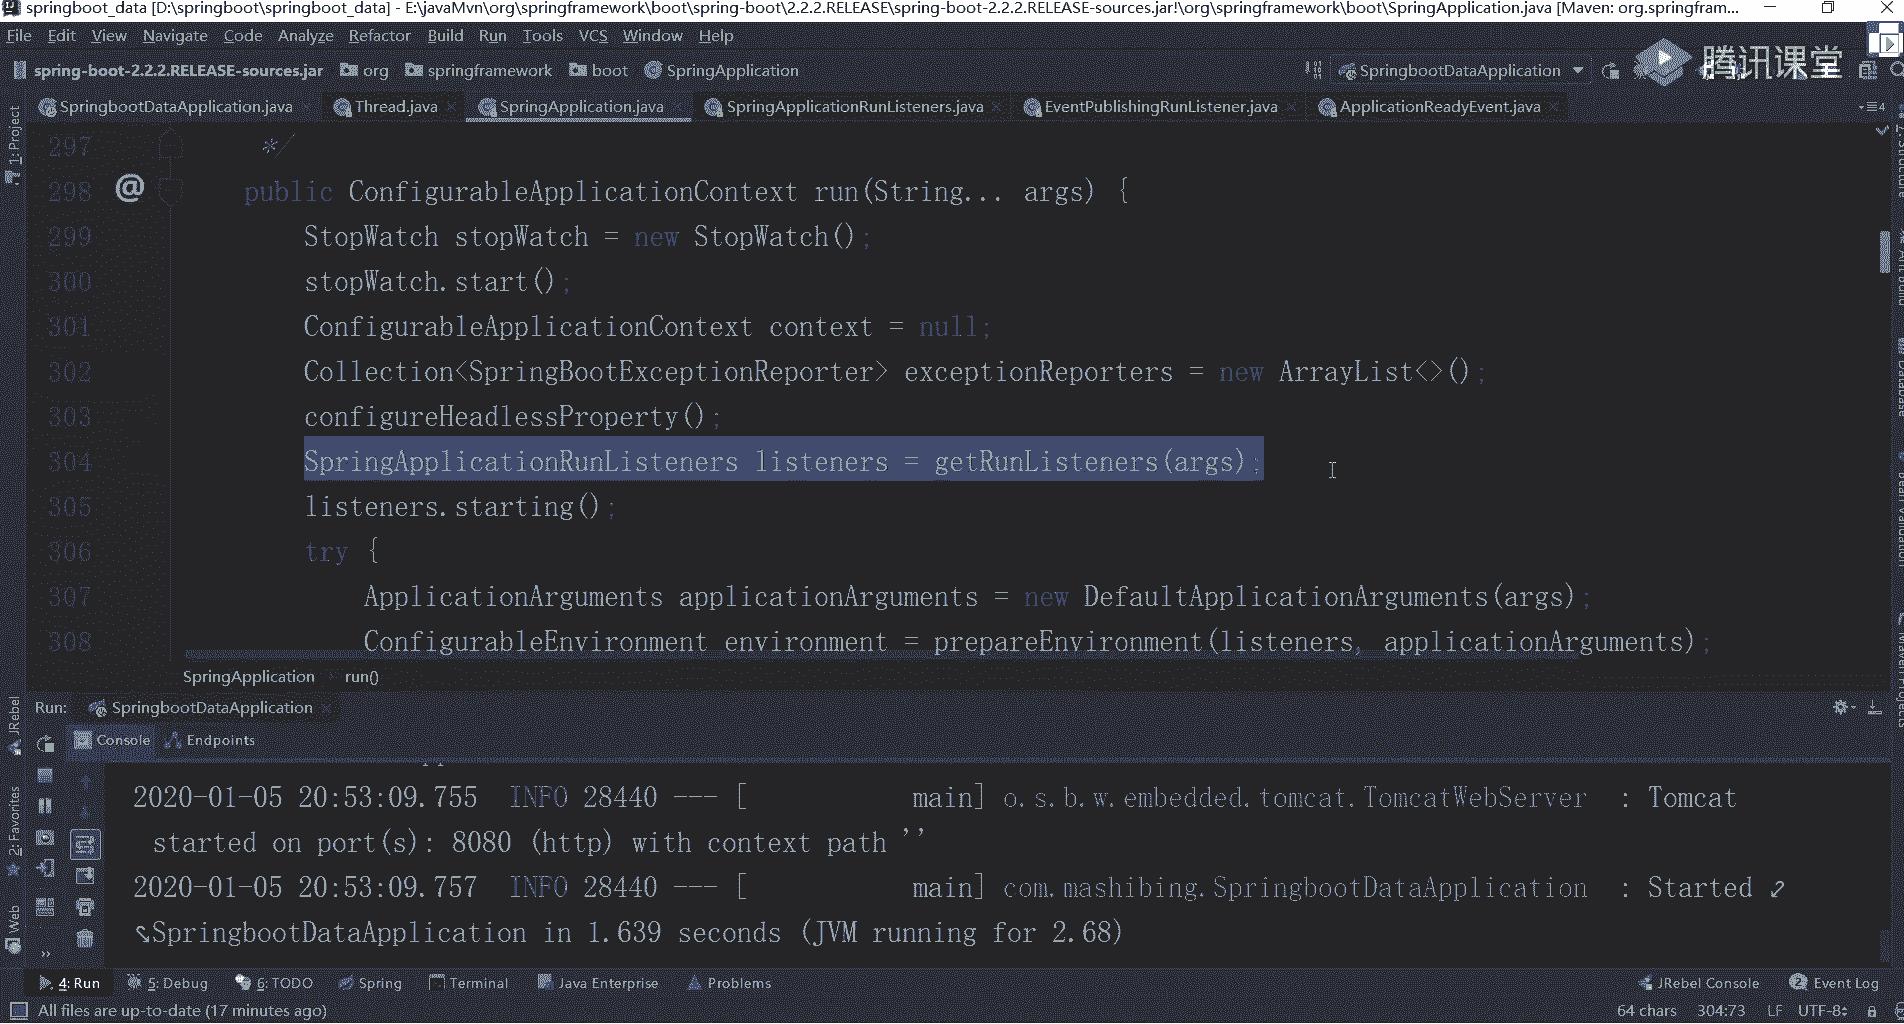 springboot_data [D:\springboot\springboot_data] - E:\javaMvn\org\springframework\boot\spring-boot\2.2.2.RELEASE\spring-boot-2.2.2.RELEASE-sources.jar!\org\springframework\boot\SpringApplication.java [Maven: org.springfram...
File Edit View Navigate Code Analyze Refactor Build Run Tools VCS Window Help
spring-boot-2.2.2.RELEASE-sources.jar org springframework boot SpringApplication SpringbootDataApplication
腾讯课堂
SpringbootDataApplication.java Thread.java SpringApplication.java SpringApplicationRunListeners.java EventPublishingRunListener.java ApplicationReadyEvent.java
1: Project
297 */
298 @ public ConfigurableApplicationContext run(String... args) {
299 StopWatch stopWatch = new StopWatch();
300 stopWatch.start();
301 ConfigurableApplicationContext context = null;
302 Collection<SpringBootExceptionReporter> exceptionReporters = new ArrayList<>();
303 configureHeadlessProperty();
304 SpringApplicationRunListeners listeners = getRunListeners(args);
305 listeners.starting();
306 try {
307 ApplicationArguments applicationArguments = new DefaultApplicationArguments(args);
308 ConfigurableEnvironment environment = prepareEnvironment(listeners, applicationArguments);
SpringApplication run()
Run: SpringbootDataApplication
JRebel
Console Endpoints
2: Favorites
Web
2020-01-05 20:53:09.755 INFO 28440 --- [ main] o.s.b.w.embedded.tomcat.TomcatWebServer : Tomcat
started on port(s): 8080 (http) with context path ''
2020-01-05 20:53:09.757 INFO 28440 --- [ main] com.mashibing.SpringbootDataApplication : Started
SpringbootDataApplication in 1.639 seconds (JVM running for 2.68)
4: Run 5: Debug 6: TODO Spring Terminal Java Enterprise Problems JRebel Console 2 Event Log
All files are up-to-date (17 minutes ago) 64 chars 304:73 LF UTF-8